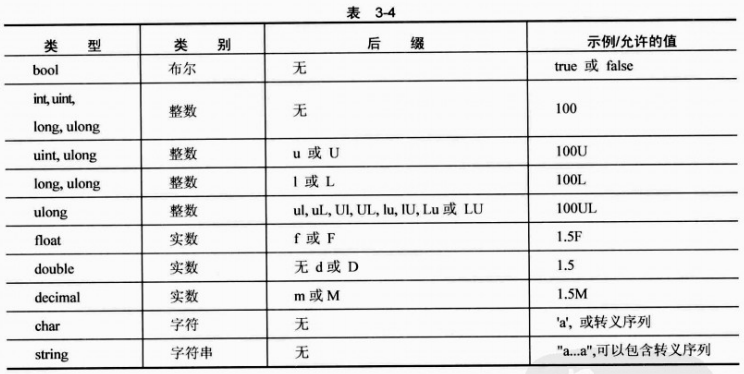 表 3-4
类 型 类 别 后 缀 示例/允许的值
bool 布尔 无 true 或 false
int, uint,
long, ulong 整数 无 100
uint, ulong 整数 u 或 U 100U
long, ulong 整数 l 或 L 100L
ulong 整数 ul, uL, Ul, UL, lu, lU, Lu 或 LU 100UL
float 实数 f 或 F 1.5F
double 实数 无 d 或 D 1.5
decimal 实数 m 或 M 1.5M
char 字符 无 'a', 或转义序列
string 字符串 无 "a...a",可以包含转义序列